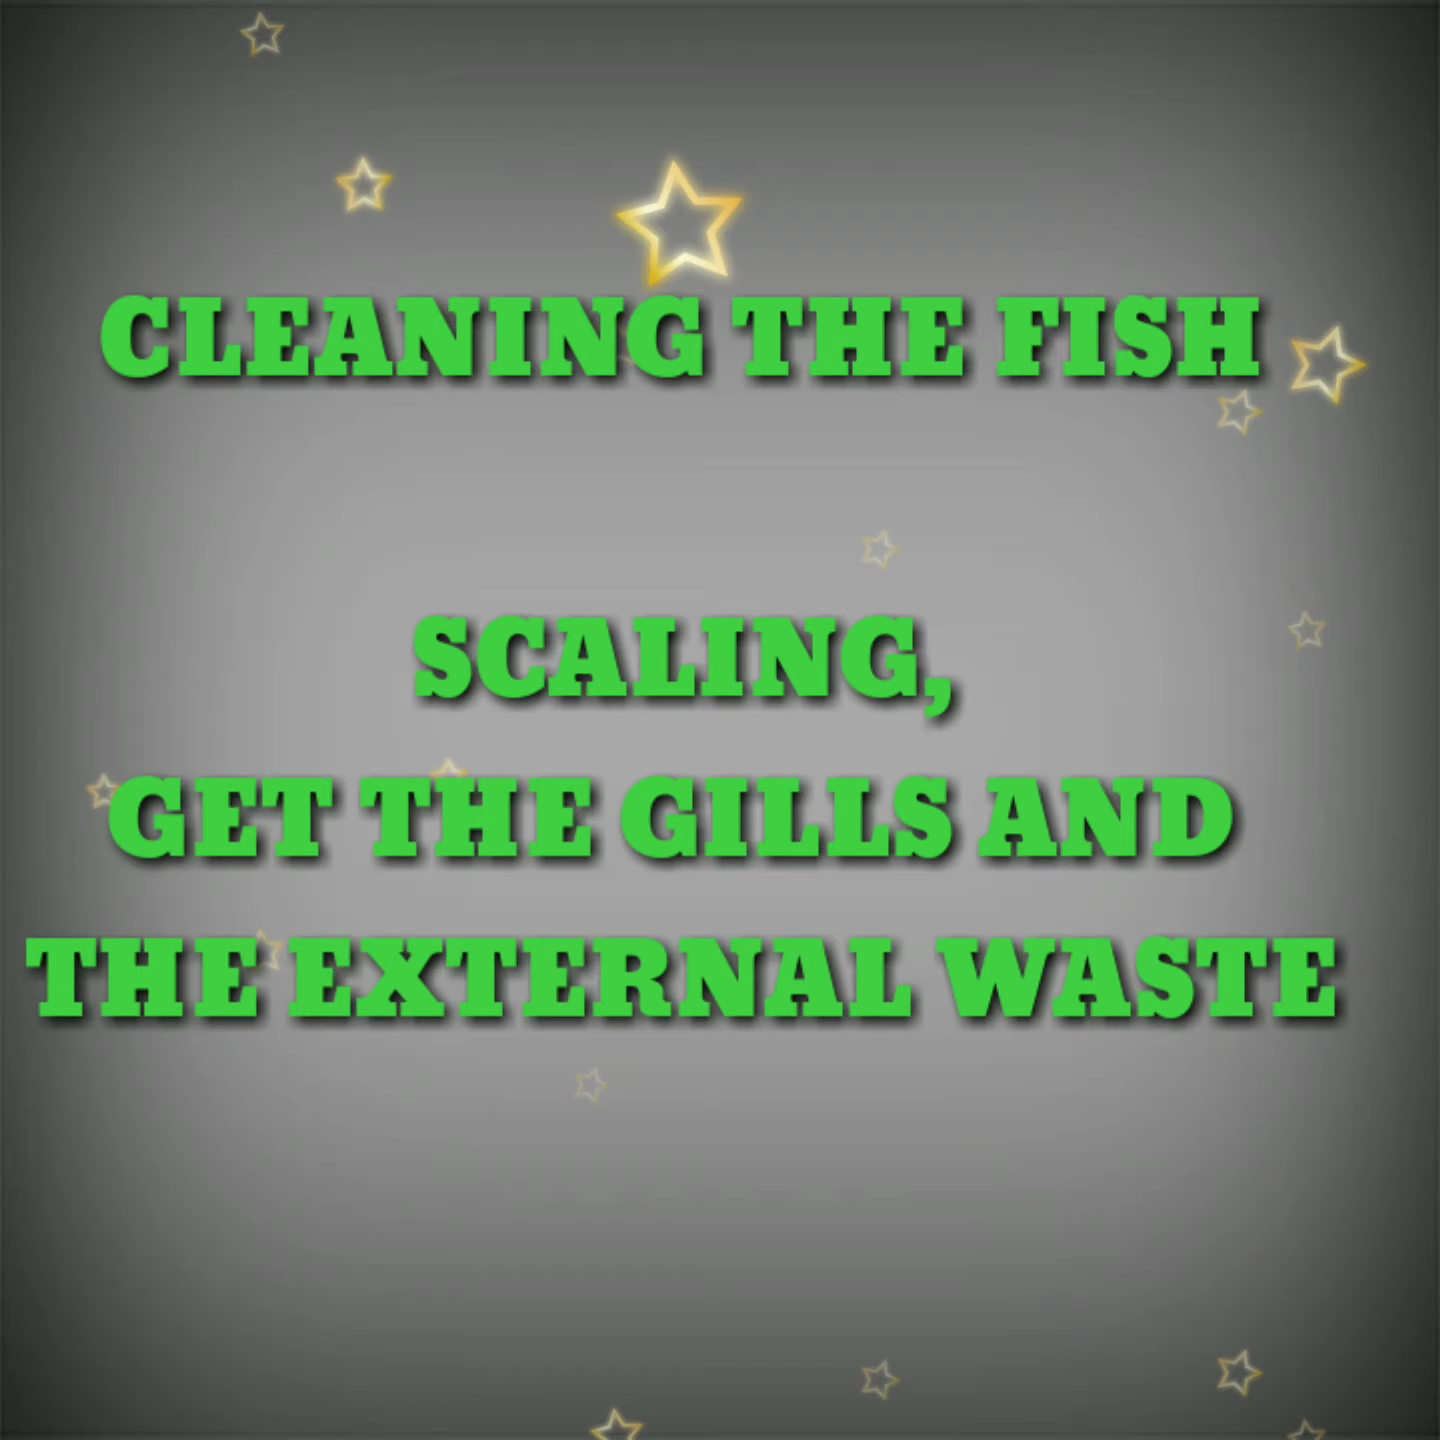 CLEANING THE FISH
SCALING,
GET THE GILLS AND
THE EXTERNAL WASTE